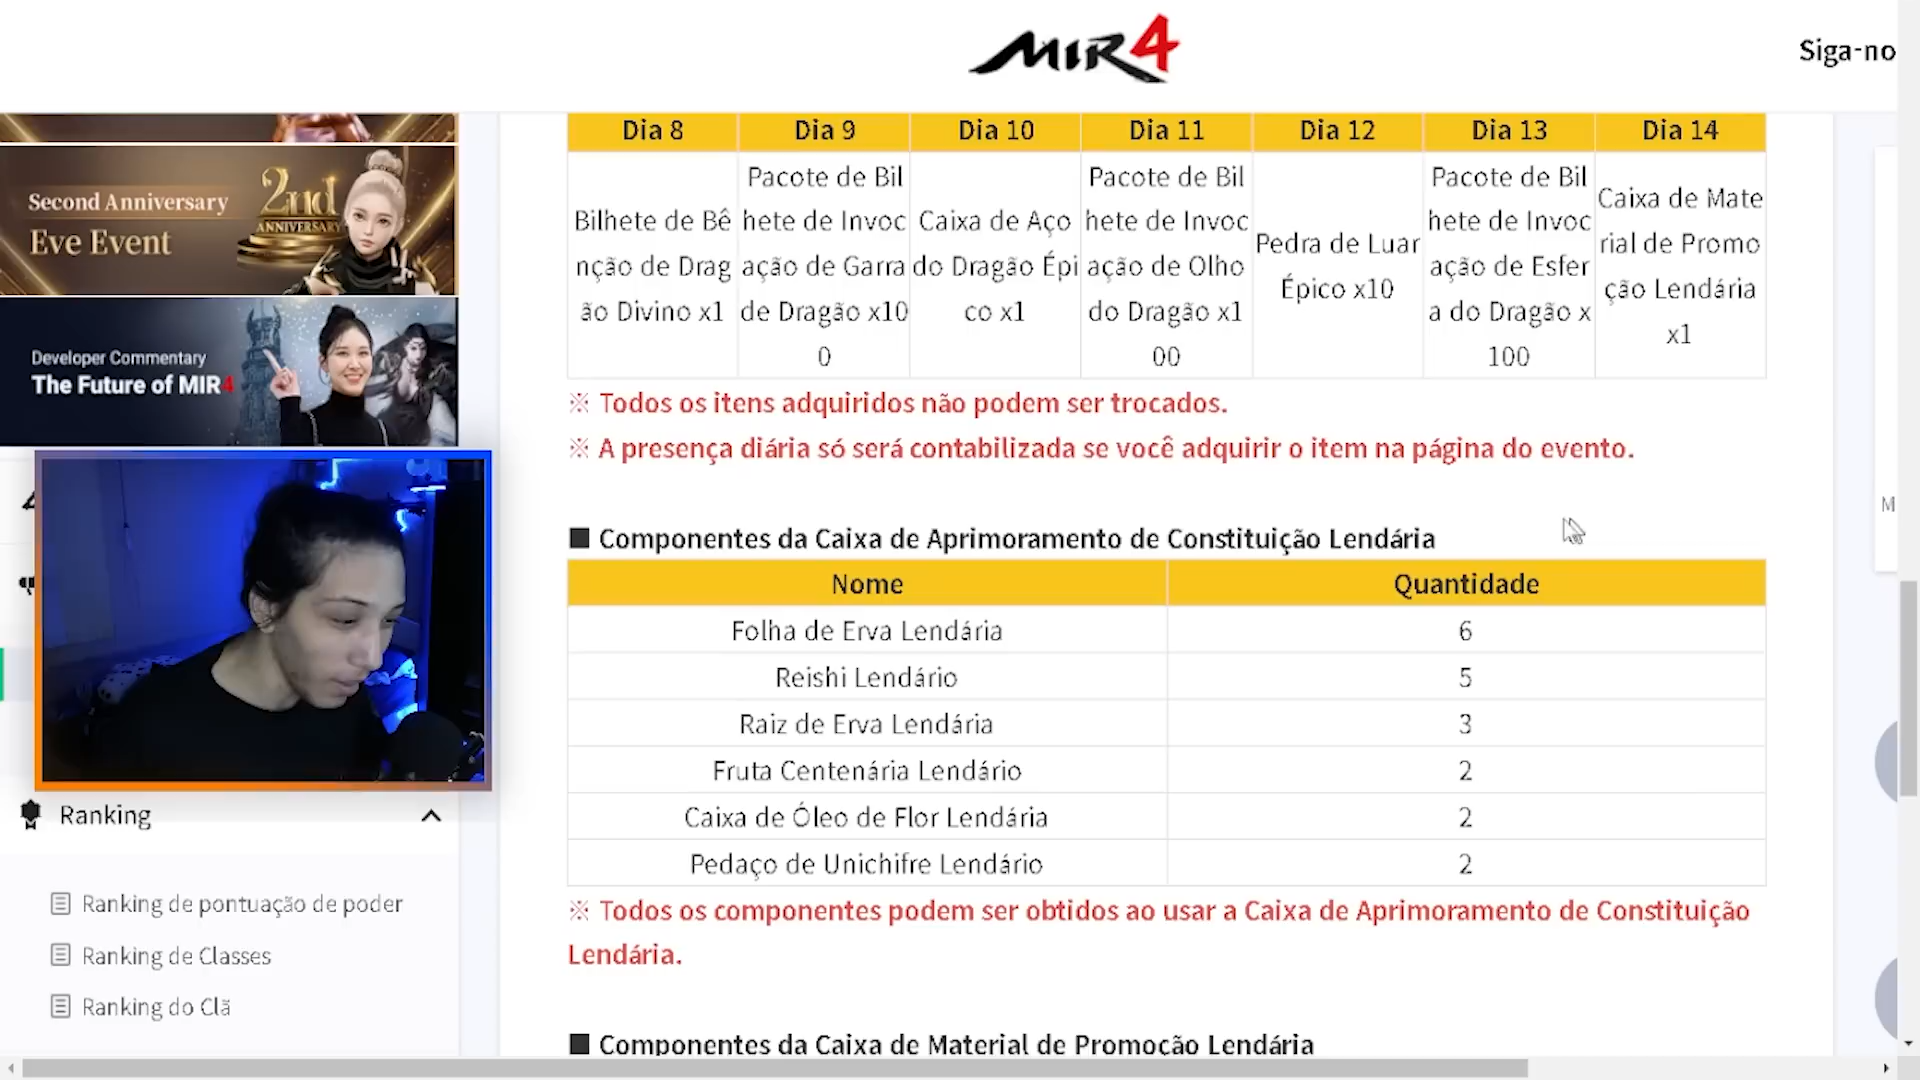 MIR4
Siga-no
Second Anniversary
Eve Event
2nd
ANNIVERSARY
Developer Commentary
The Future of MIR4
Ranking
Ranking de pontuação de poder
Ranking de Classes
Ranking do Clã
Dia 8 Dia 9 Dia 10 Dia 11 Dia 12 Dia 13 Dia 14
Bilhete de Bê
nção de Drag
ão Divino x1
Pacote de Bil
hete de Invoc
ação de Garra
de Dragão x10
0
Caixa de Aço
do Dragão Épi
co x1
Pacote de Bil
hete de Invoc
ação de Olho
do Dragão x1
00
Pedra de Luar
Épico x10
Pacote de Bil
hete de Invoc
ação de Esfer
a do Dragão x
100
Caixa de Mate
rial de Promo
ção Lendária
x1
※ Todos os itens adquiridos não podem ser trocados.
※ A presença diária só será contabilizada se você adquirir o item na página do evento.
■ Componentes da Caixa de Aprimoramento de Constituição Lendária
Nome Quantidade
Folha de Erva Lendária 6
Reishi Lendário 5
Raiz de Erva Lendária 3
Fruta Centenária Lendário 2
Caixa de Óleo de Flor Lendária 2
Pedaço de Unichifre Lendário 2
※ Todos os componentes podem ser obtidos ao usar a Caixa de Aprimoramento de Constituição
Lendária.
■ Componentes da Caixa de Material de Promoção Lendária
M